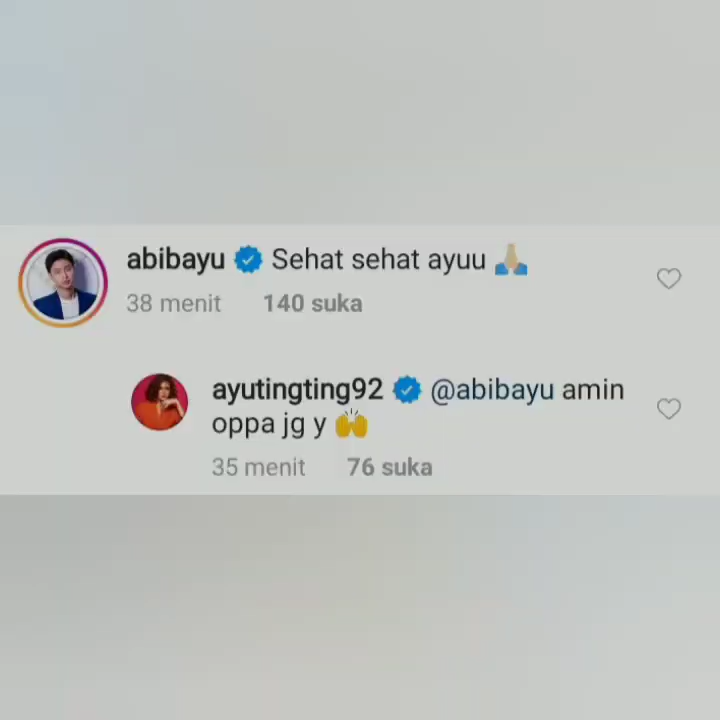 abibayu Sehat sehat ayuu 🙏🏼
38 menit 140 suka
ayutingting92 @abibayu amin
oppa jg y 🙌
35 menit 76 suka